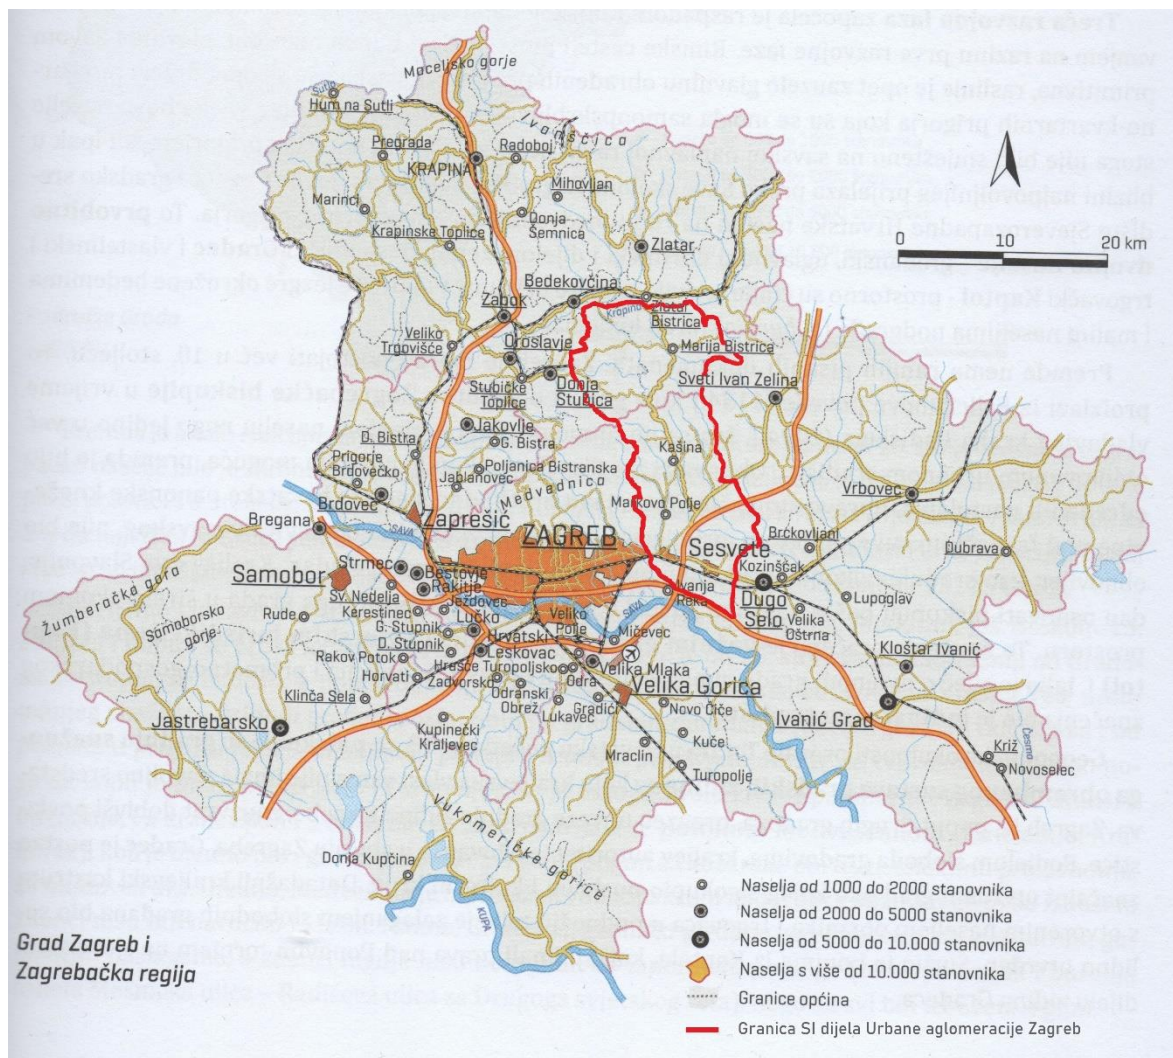 Maceljsko gorje
Sutla
Hum na Sutli
Ivanšćica
Pregrada
Radoboj
KRAPINA
Mihovljan
Marinci
Donja
Šemnica
Krapinske Toplice
Zlatar
0
10
20 km
Bedekovčina
Zabok
Krapina
Zlatar
Bistrica
Veliko
Trgovišće
Oroslavje
Marija Bistrica
Stubičke
Toplice
Donja
Stubica
Sveti Ivan Zelina
Jakovlje
D. Bistra
G. Bistra
Kašina
Prigorje
Brdovečko
Poljanica Bistranska
Jablanovec
Medvednica
Vrbovec
Brdovec
Markovo Polje
Bregana
SAVA
Zaprešić
ZAGREB
Brckovljani
Sesvete
Dubrava
Kozinščak
Strmec
Bestovje
Samobor
Rakitje
Ivanja
Reka
Dugo
Selo
Lupoglav
Žumberačka gora
Sv. Nedelja
Ježdovec
Kerestinec
SAVA
Velika
Oštrna
Samoborsko
gorje
Rude
G. Stupnik
Lučko
Veliko
Polje
Mičevec
Hrvatski
Leskovac
Kloštar Ivanić
D. Stupnik
Rakov Potok
Hrašće Turopoljsko
Velika Mlaka
Horvati
Zadvorsko
Odra
Velika Gorica
Klinča Sela
Odranski
Obrež
Gradići
Lukavec
Novo Čiče
Ivanić Grad
Jastrebarsko
Kupinečki
Kraljevec
Kuče
Česma
Mraclin
Križ
Turopolje
Novoselec
Vukomeričke gorice
Donja Kupčina
KUPA
Naselja od 1000 do 2000 stanovnika
Naselja od 2000 do 5000 stanovnika
Naselja od 5000 do 10.000 stanovnika
Naselja s više od 10.000 stanovnika
Granice općina
Granica SI dijela Urbane aglomeracije Zagreb
Grad Zagreb i
Zagrebačka regija